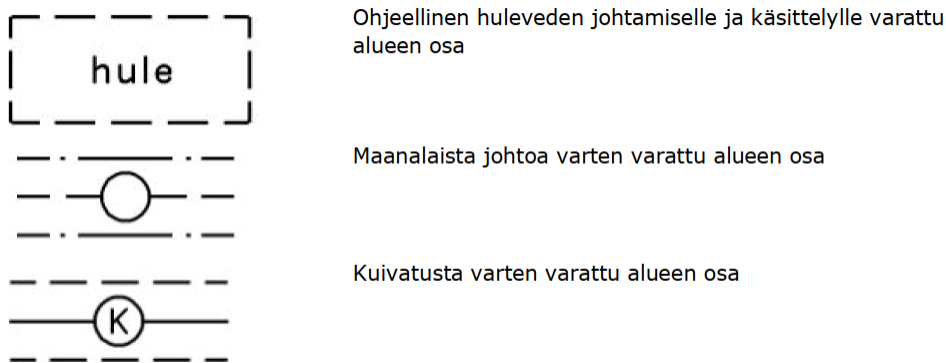 hule
Ohjeellinen huleveden johtamiselle ja käsittelylle varattu
alueen osa
Maanalaista johtoa varten varattu alueen osa
K
Kuivatusta varten varattu alueen osa